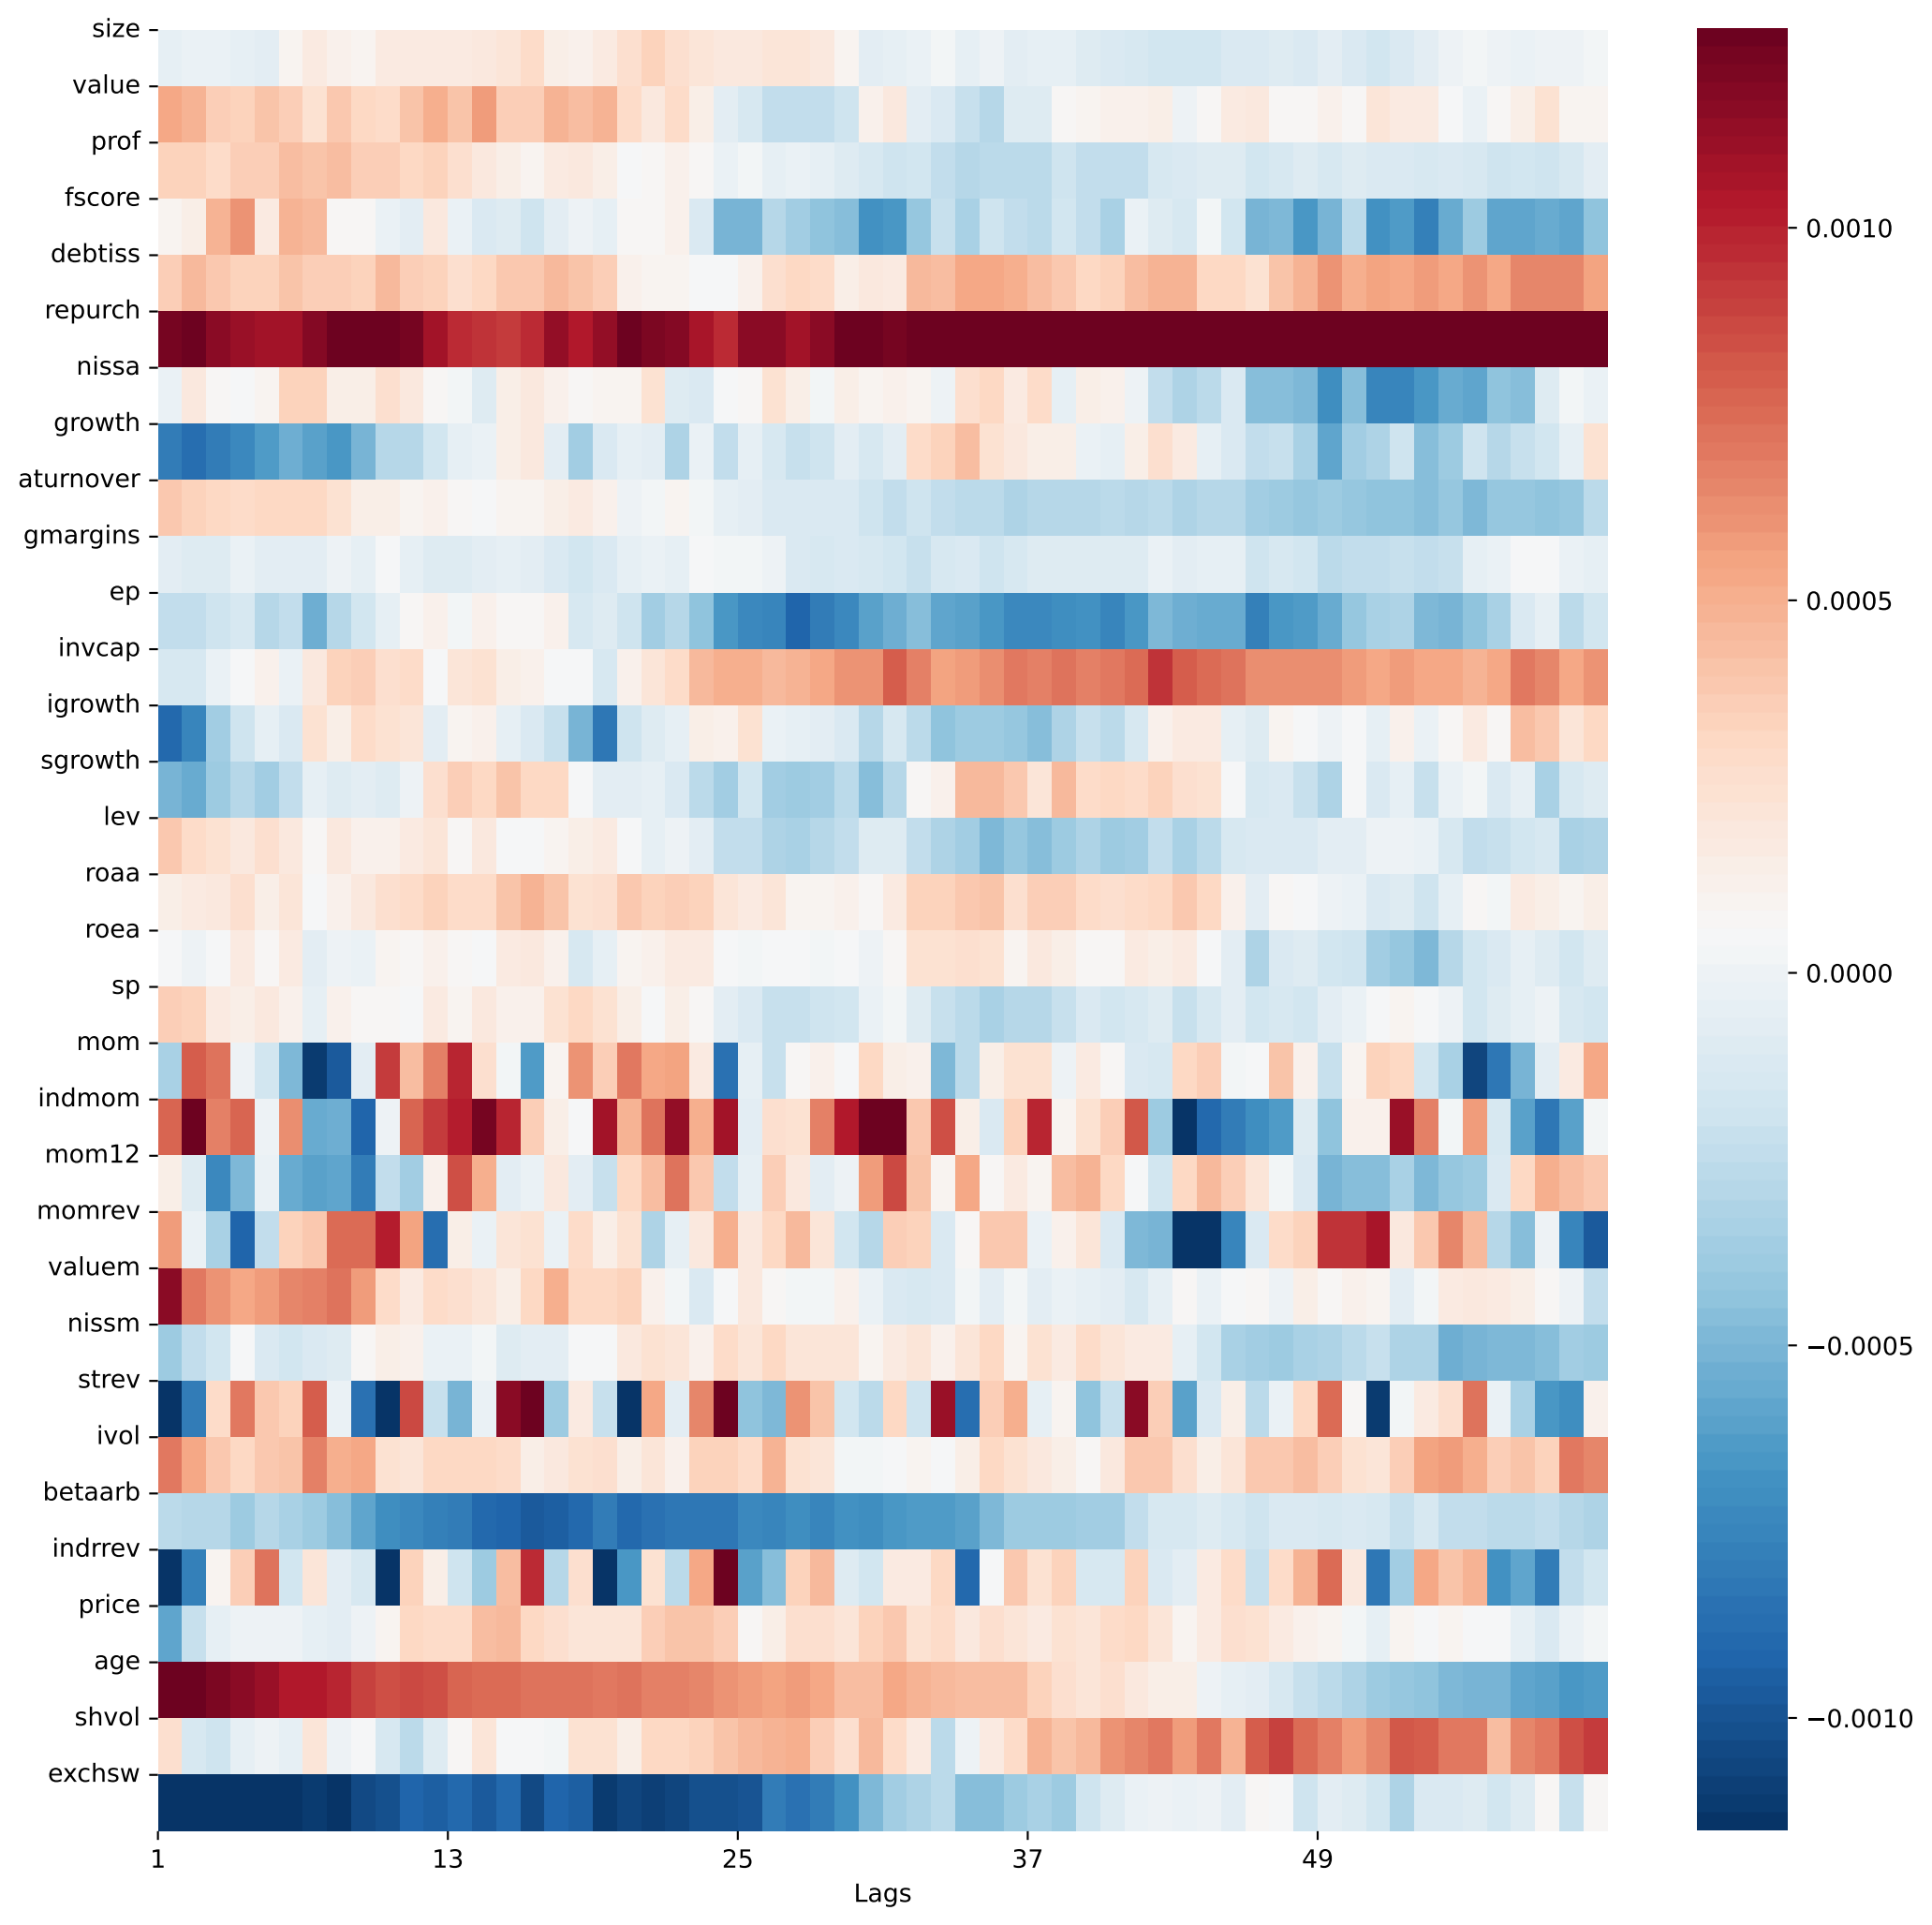 size
value
prof
fscore
debtiss
repurch
nissa
growth
aturnover
gmargins
ep
invcap
igrowth
sgrowth
lev
roaa
roea
sp
mom
indmom
mom12
momrev
valuem
nissm
strev
ivol
betaarb
indrrev
price
age
shvol
exchsw
1 13 25 37 49
Lags
0.0010
0.0005
0.0000
−0.0005
−0.0010